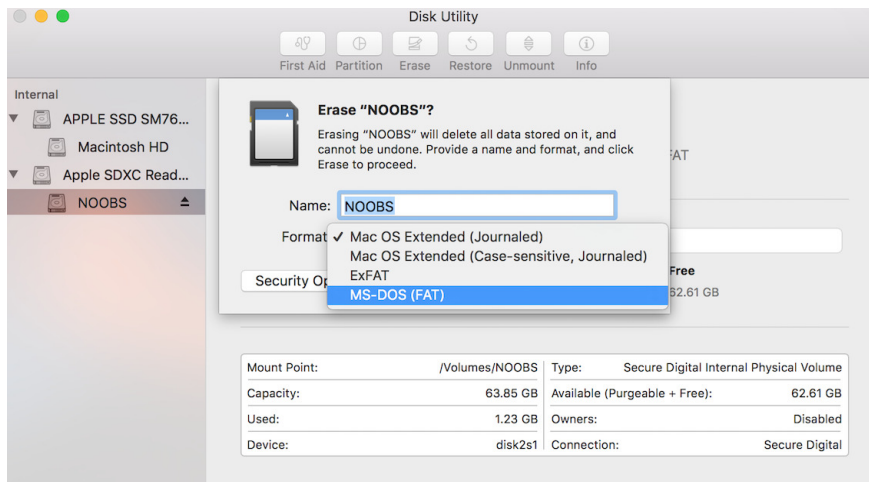 Disk Utility
First Aid Partition Erase Restore Unmount Info
Internal
APPLE SSD SM76...
Macintosh HD
Apple SDXC Read...
NOOBS
Erase “NOOBS”?
Erasing “NOOBS” will delete all data stored on it, and
cannot be undone. Provide a name and format, and click
Erase to proceed.
FAT
Name: NOOBS
Format ✓ Mac OS Extended (Journaled)
Mac OS Extended (Case-sensitive, Journaled)
ExFAT
MS-DOS (FAT)
Security Op
Free
62.61 GB
Mount Point: /Volumes/NOOBS Type: Secure Digital Internal Physical Volume
Capacity: 63.85 GB Available (Purgeable + Free): 62.61 GB
Used: 1.23 GB Owners: Disabled
Device: disk2s1 Connection: Secure Digital